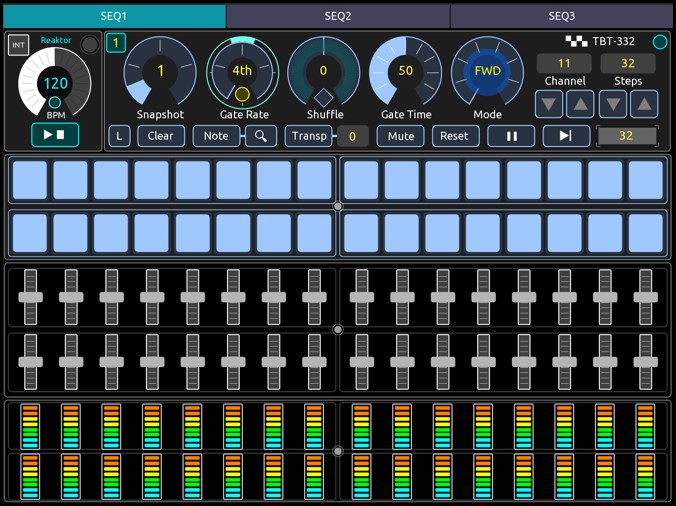 SEQ1 SEQ2 SEQ3
INT Reaktor 1 TBT-332
120
BPM
1 4th 0 50 FWD 11 32
Snapshot Gate Rate Shuffle Gate Time Mode Channel Steps
L Clear Note Transp 0 Mute Reset 32